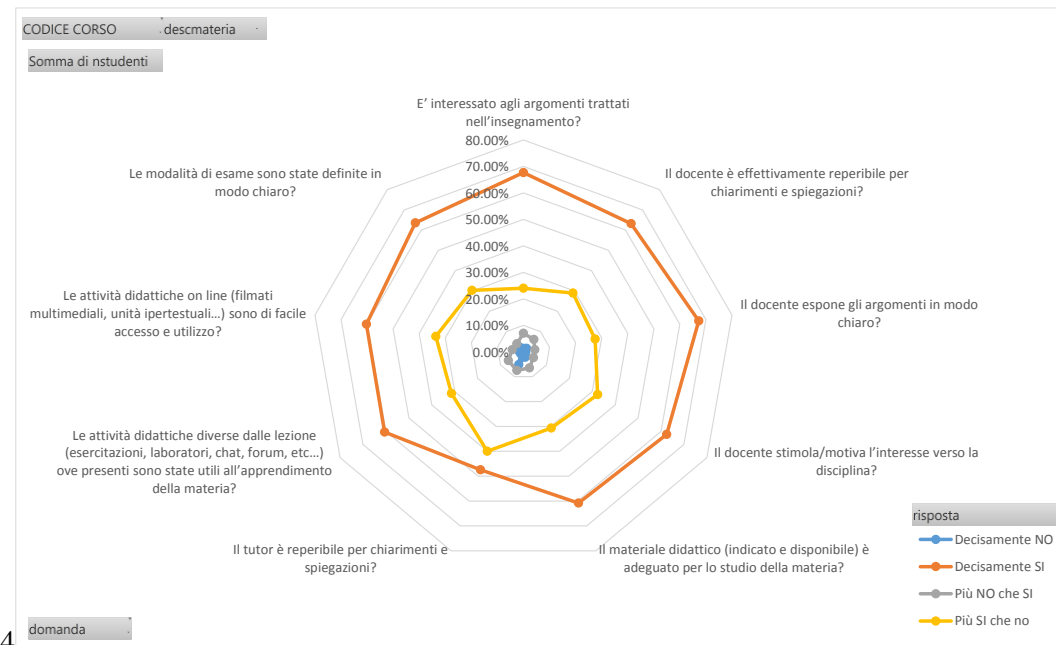 CODICE CORSO descmateria
Somma di nstudenti
E' interessato agli argomenti trattati
nell'insegnamento?
80.00%
70.00%
60.00%
50.00%
40.00%
30.00%
20.00%
10.00%
0.00%
Il docente è effettivamente reperibile per
chiarimenti e spiegazioni?
Il docente espone gli argomenti in modo
chiaro?
Il docente stimola/motiva l'interesse verso la
disciplina?
Il materiale didattico (indicato e disponibile) è
adeguato per lo studio della materia?
Il tutor è reperibile per chiarimenti e
spiegazioni?
Le attività didattiche diverse dalle lezione
(esercitazioni, laboratori, chat, forum, etc...)
ove presenti sono state utili all'apprendimento
della materia?
Le attività didattiche on line (filmati
multimediali, unità ipertestuali...) sono di facile
accesso e utilizzo?
Le modalità di esame sono state definite in
modo chiaro?
risposta
Decisamente NO
Decisamente SI
Più NO che SI
Più SI che no
domanda
4